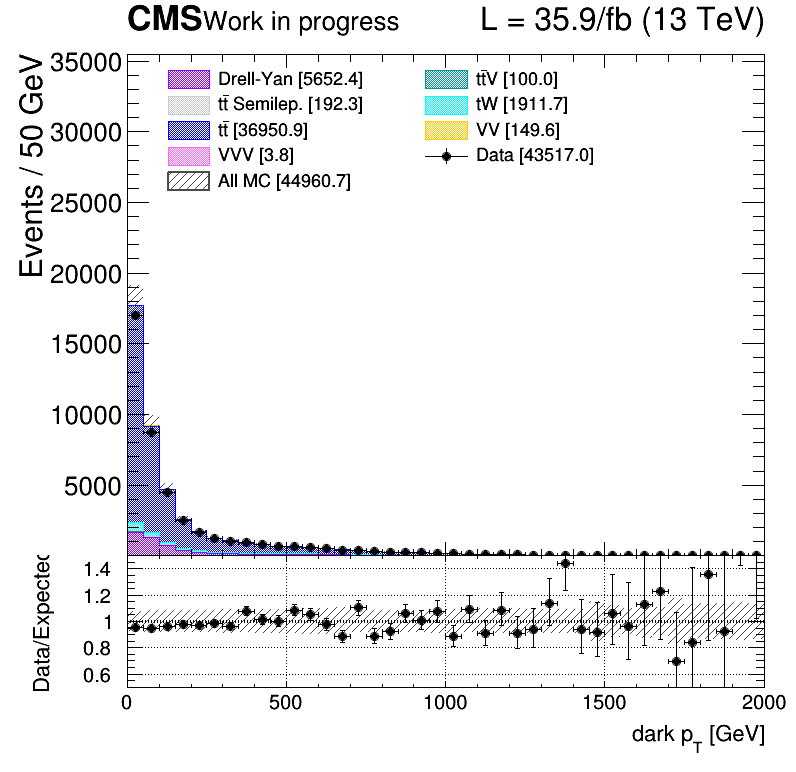 CMS Work in progress L = 35.9/fb (13 TeV)
Events / 50 GeV
35000
30000
25000
20000
15000
10000
5000
Drell-Yan [5652.4]
tt̄ Semilep. [192.3]
tt̄ [36950.9]
VVV [3.8]
All MC [44960.7]
tt̄V [100.0]
tW [1911.7]
VV [149.6]
Data [43517.0]
Data/Expected
1.4
1.2
1
0.8
0.6
0 500 1000 1500 2000
dark p_T [GeV]